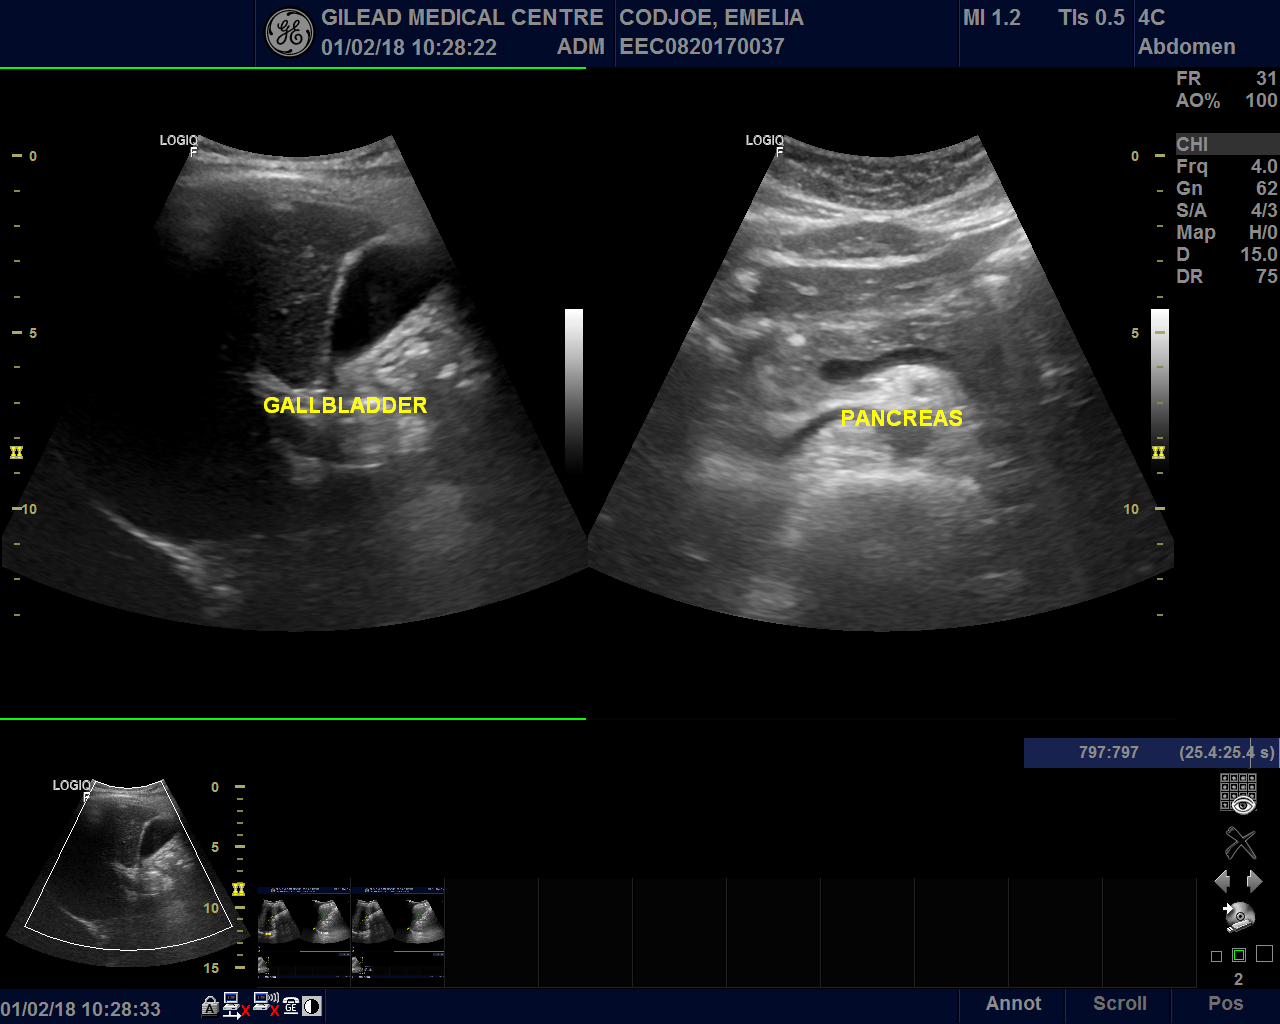 GILEAD MEDICAL CENTRE
01/02/18 10:28:22 ADM
CODJOE, EMELIA
EEC0820170037
MI 1.2 TIs 0.5
4C
Abdomen
FR 31
AO% 100
CHI
Frq 4.0
Gn 62
S/A 4/3
Map H/0
D 15.0
DR 75
LOGIQ
F
0
5
10
GALLBLADDER
LOGIQ
F
0
5
10
PANCREAS
797:797 (25.4:25.4 s)
LOGIQ
F
0
5
10
15
2
01/02/18 10:28:33
A
GE
Annot Scroll Pos